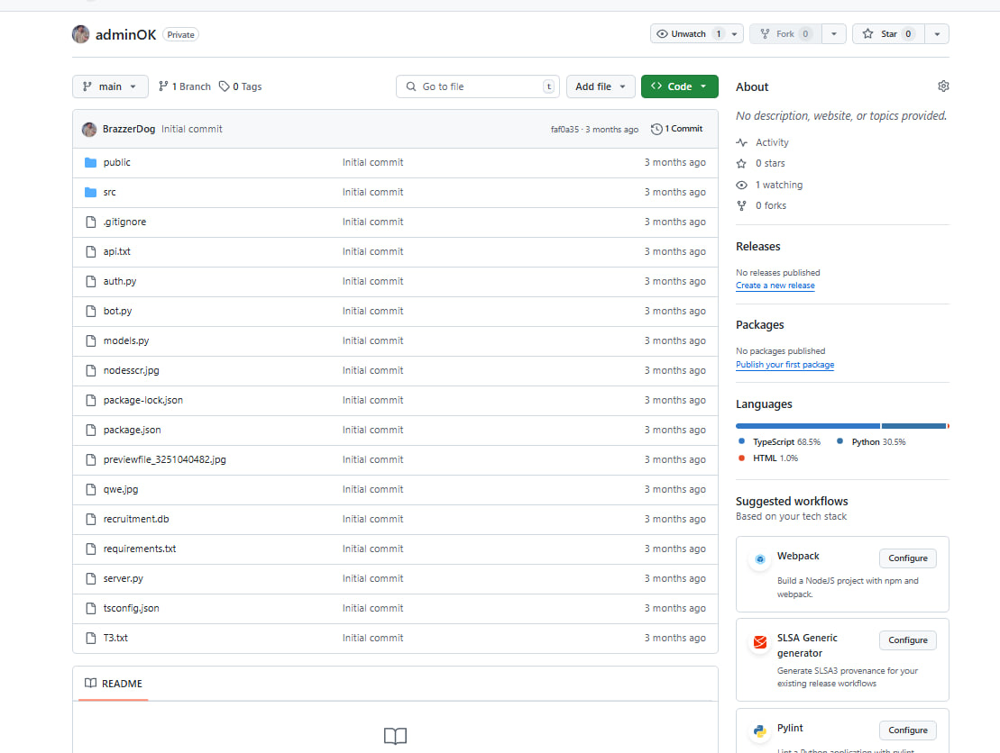 adminOK Private
Unwatch 1
Fork 0
Star 0
main
1 Branch
0 Tags
Go to file t
Add file
Code
BrazzerDog Initial commit faf0a35 · 3 months ago 1 Commit
public Initial commit 3 months ago
src Initial commit 3 months ago
.gitignore Initial commit 3 months ago
api.txt Initial commit 3 months ago
auth.py Initial commit 3 months ago
bot.py Initial commit 3 months ago
models.py Initial commit 3 months ago
nodesscr.jpg Initial commit 3 months ago
package-lock.json Initial commit 3 months ago
package.json Initial commit 3 months ago
previewfile_3251040482.jpg Initial commit 3 months ago
qwe.jpg Initial commit 3 months ago
recruitment.db Initial commit 3 months ago
requirements.txt Initial commit 3 months ago
server.py Initial commit 3 months ago
tsconfig.json Initial commit 3 months ago
ТЗ.txt Initial commit 3 months ago
README
About
No description, website, or topics provided.
Activity
0 stars
1 watching
0 forks
Releases
No releases published
Create a new release
Packages
No packages published
Publish your first package
Languages
TypeScript 68.5% Python 30.5%
HTML 1.0%
Suggested workflows
Based on your tech stack
Webpack
Configure
Build a NodeJS project with npm and
webpack.
SLSA Generic
generator
Configure
Generate SLSA3 provenance for your
existing release workflows
Pylint
Configure
Lint a Python application with pylint.